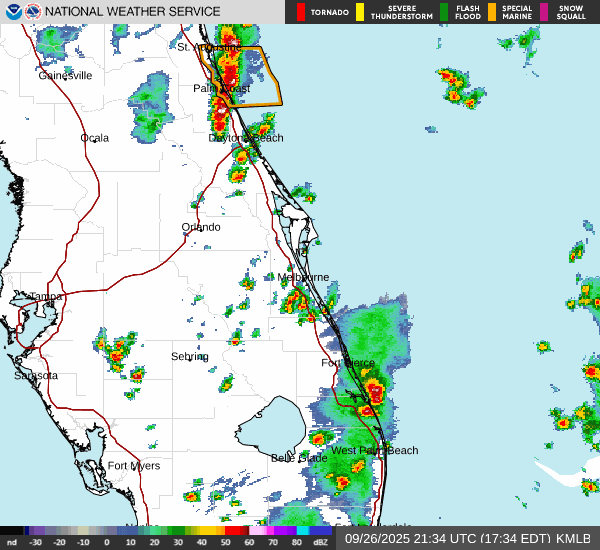 NATIONAL WEATHER SERVICE
TORNADO
SEVERE THUNDERSTORM
FLASH FLOOD
SPECIAL MARINE
SNOW SQUALL
St. Augustine
Gainesville
Palm Coast
Ocala
Daytona Beach
Orlando
Melbourne
Tampa
Sebring
Fort Pierce
Sarasota
West Palm Beach
Belle Glade
Fort Myers
nd -30 -20 -10 0 10 20 30 40 50 60 70 80 dBZ
09/26/2025 21:34 UTC (17:34 EDT) KMLB